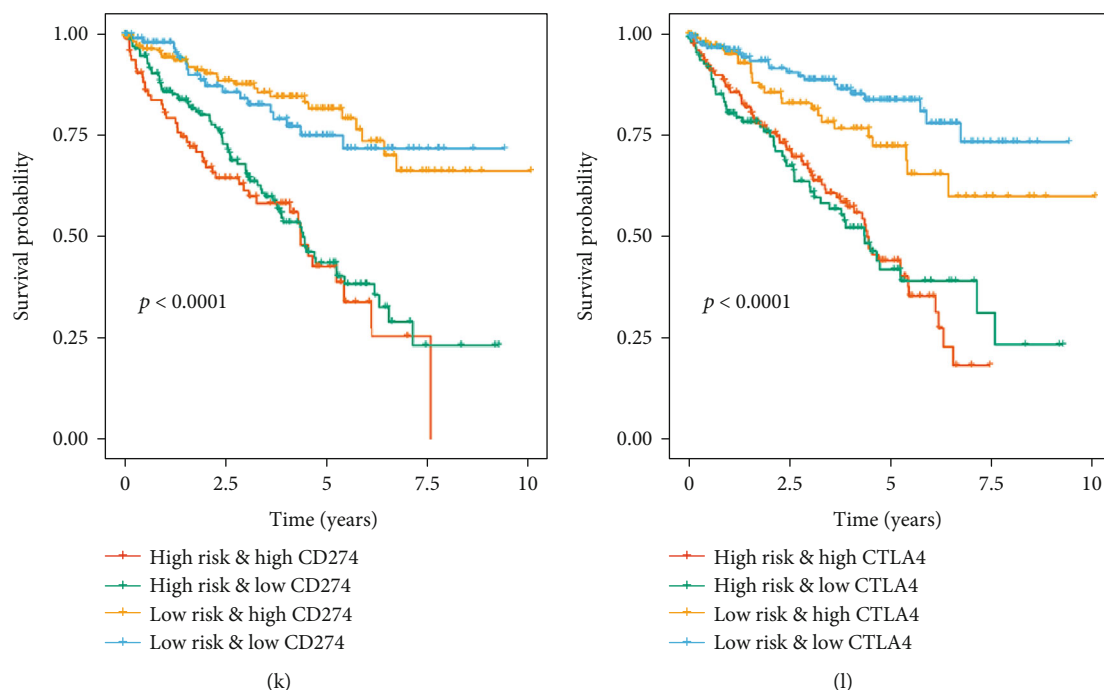 1.00
0.75
0.50
0.25
0.00
Survival probability
p < 0.0001
0 2.5 5 7.5 10
Time (years)
High risk & high CD274
High risk & low CD274
Low risk & high CD274
Low risk & low CD274
(k)
1.00
0.75
0.50
0.25
0.00
Survival probability
p < 0.0001
0 2.5 5 7.5 10
Time (years)
High risk & high CTLA4
High risk & low CTLA4
Low risk & high CTLA4
Low risk & low CTLA4
(l)